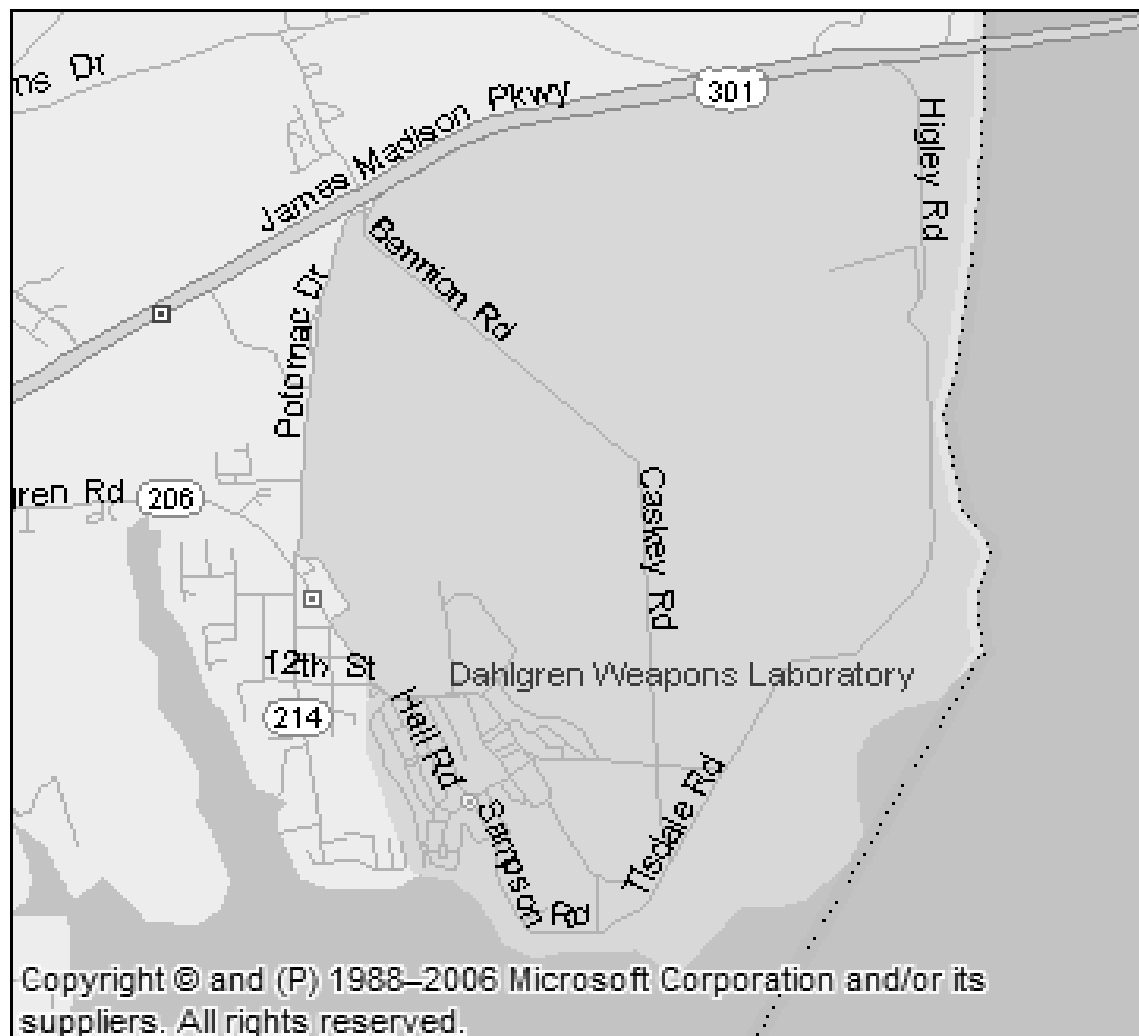 ns Dr
301
James Madison Pkwy
Higley Rd
Bennion Rd
Potomac Dr
gren Rd
206
Caskey Rd
12th St
Dahlgren Weapons Laboratory
214
Hall Rd
Sampson Rd
Tisdale Rd
Copyright © and (P) 1988–2006 Microsoft Corporation and/or its
suppliers. All rights reserved.